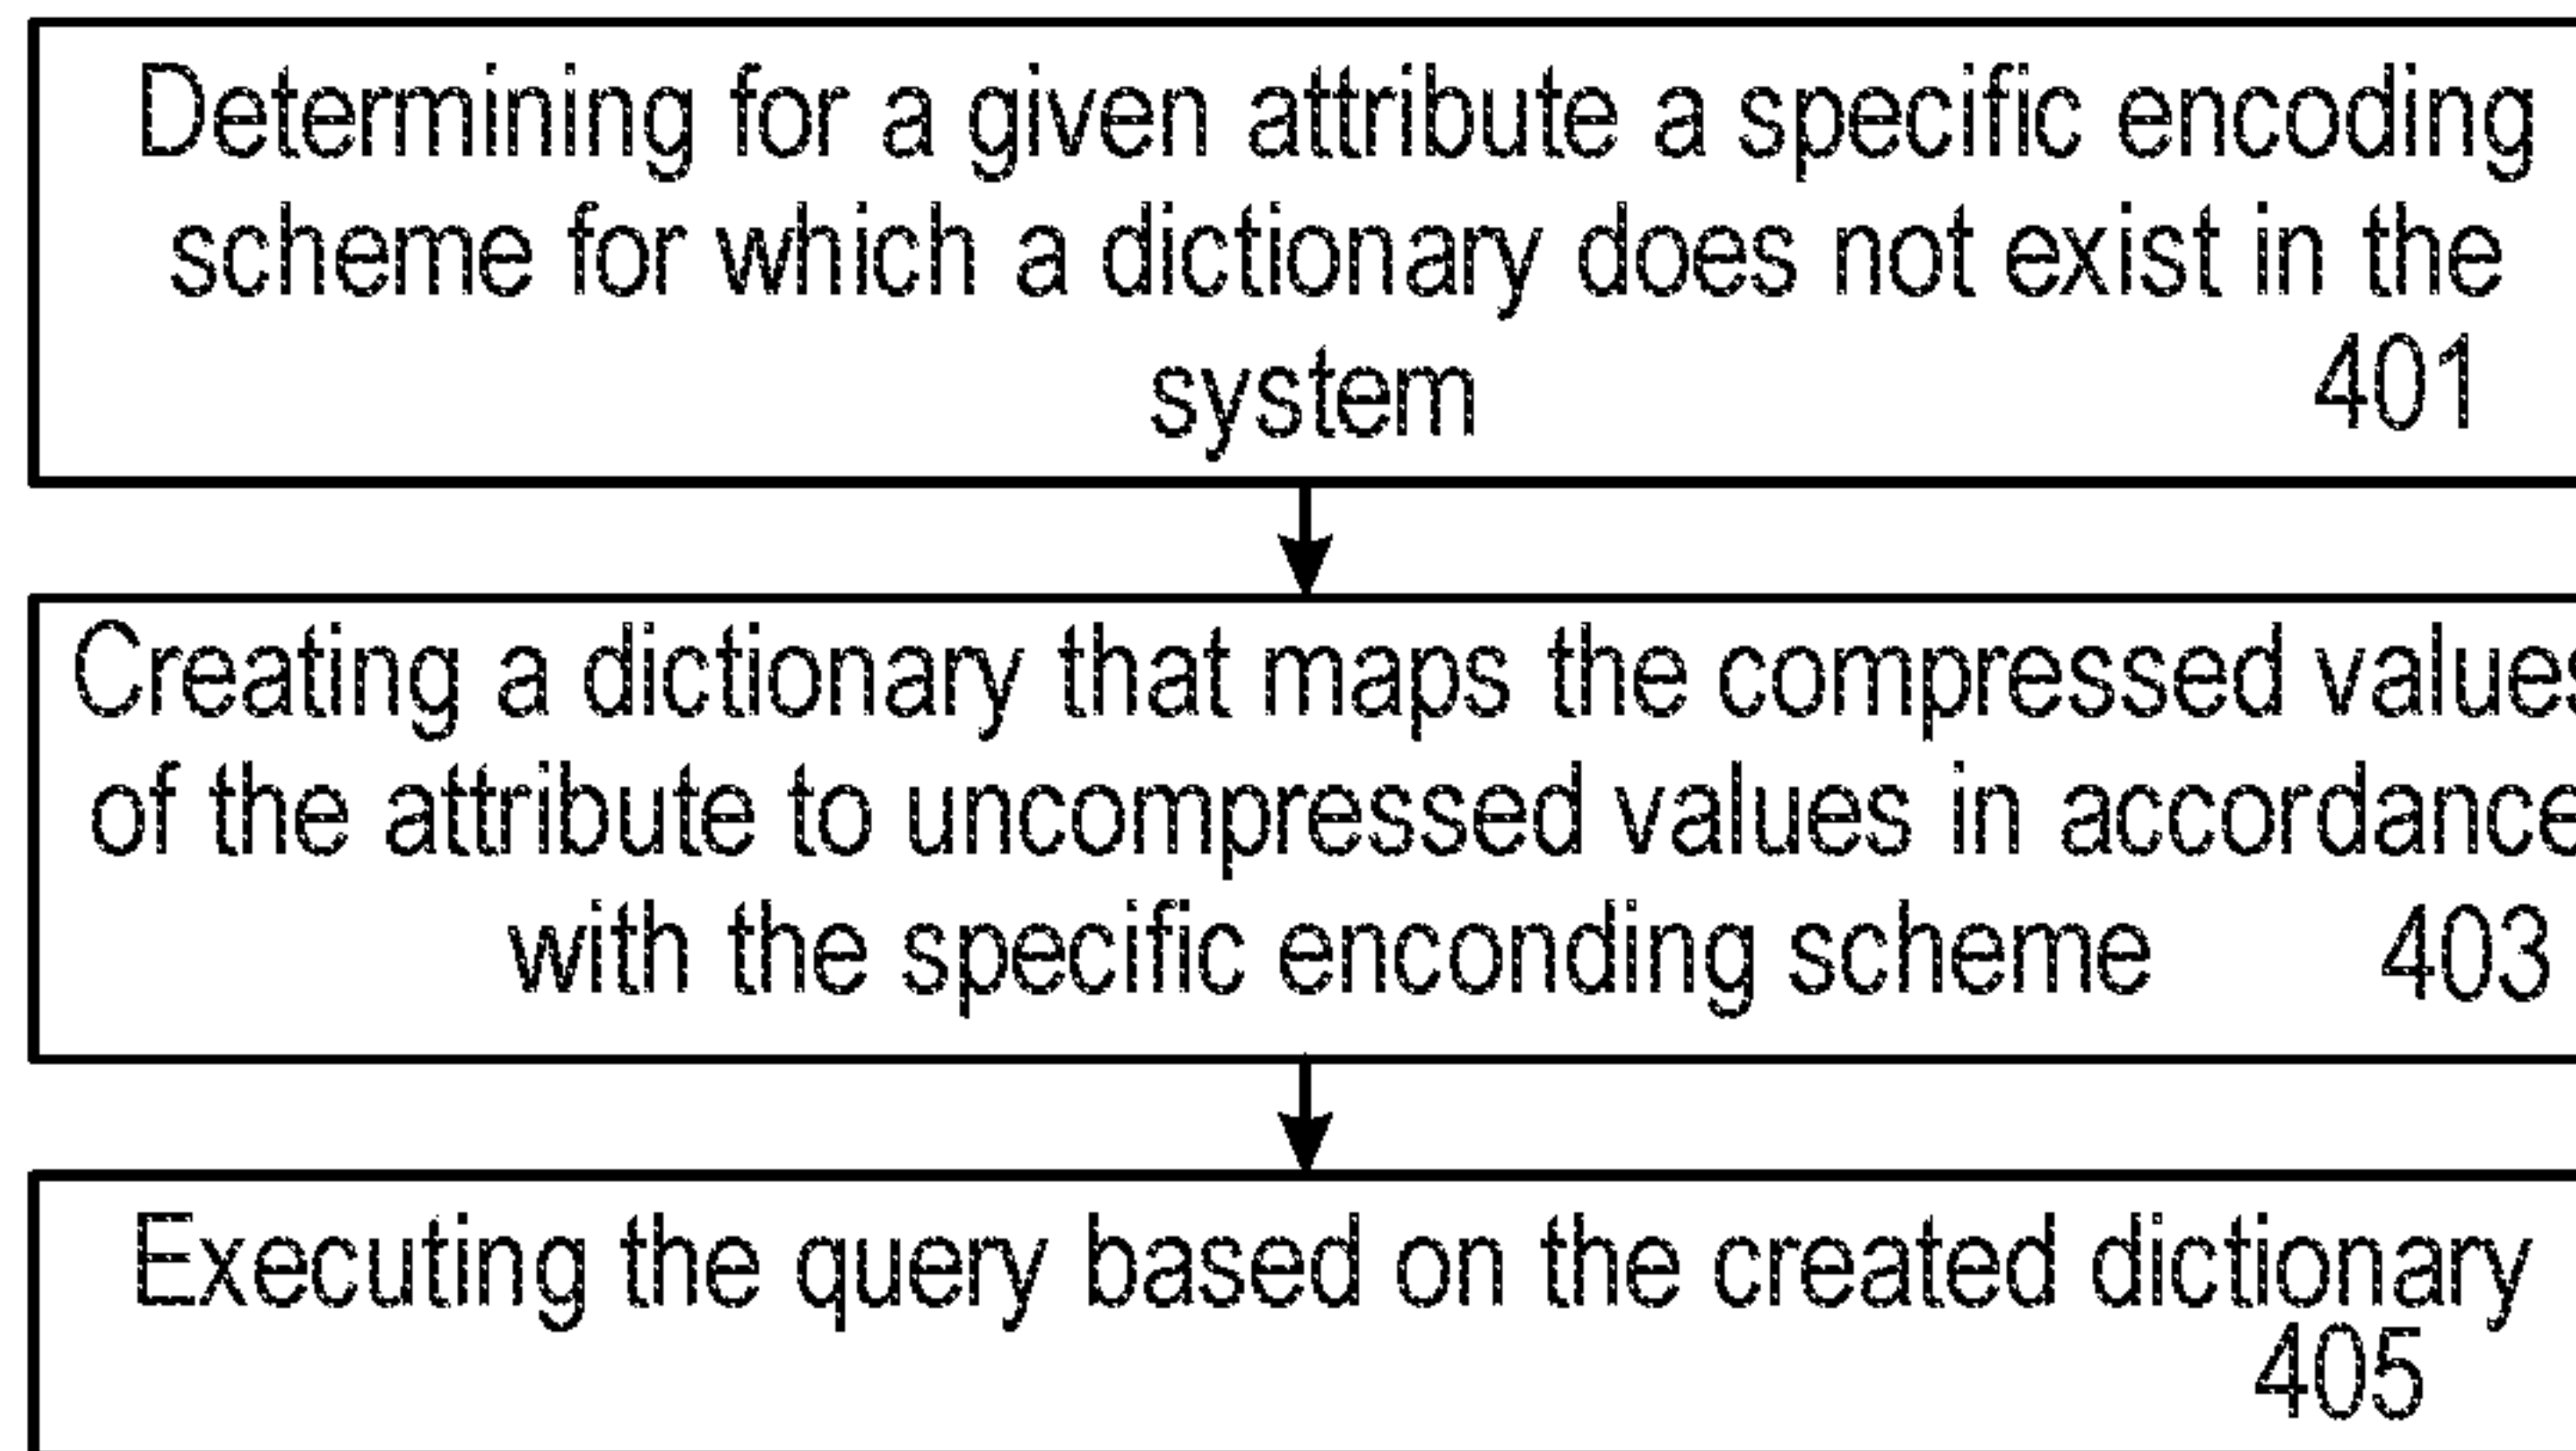 Determining for a given attribute a specific encoding
scheme for which a dictionary does not exist in the
system 401
Creating a dictionary that maps the compressed values
of the attribute to uncompressed values in accordance
with the specific enconding scheme 403
Executing the query based on the created dictionary
405